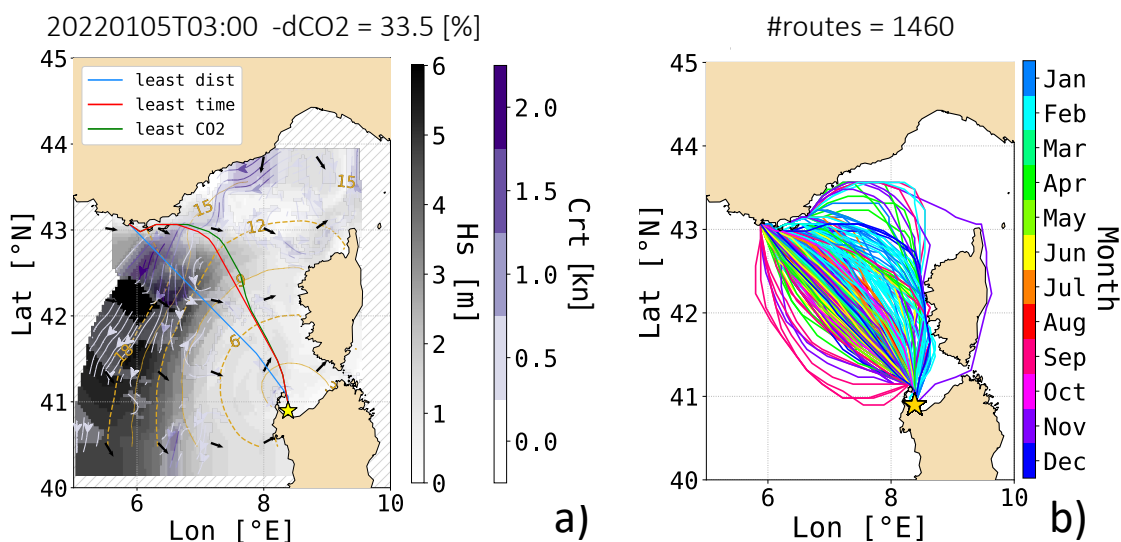 20220105T03:00 -dCO2 = 33.5 [%]
45
44
43
42
41
40
Lat [°N]
6
8
10
Lon [°E]
least dist
least time
least CO2
15
15
12
9
6
18
6
5
4
3
2
1
0
Hs [m]
2.0
1.5
1.0
0.5
0.0
Crt [kn]
a)
#routes = 1460
45
44
43
42
41
40
Lat [°N]
6
8
10
Lon [°E]
Jan
Feb
Mar
Apr
May
Jun
Jul
Aug
Sep
Oct
Nov
Dec
Month
b)